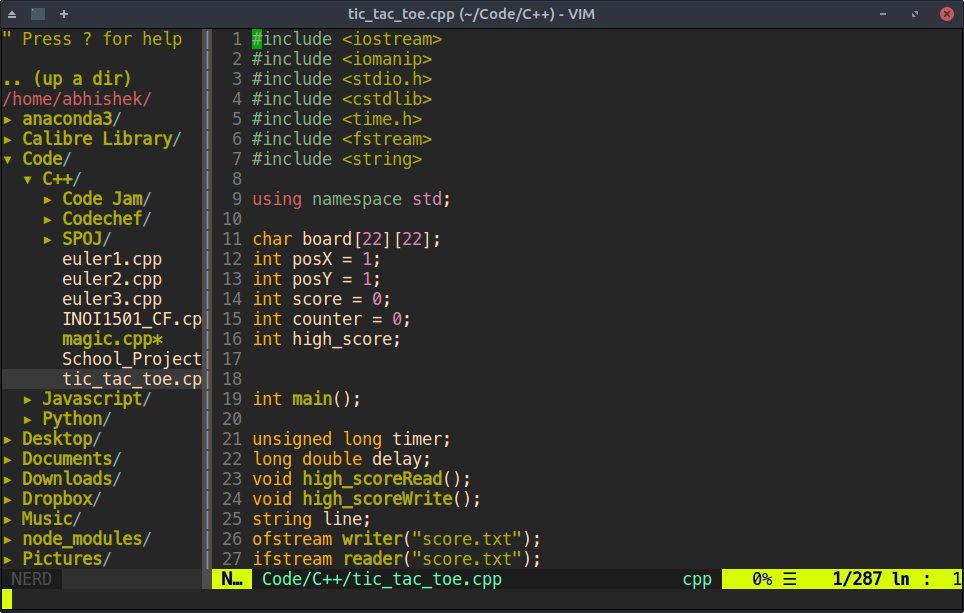 tic_tac_toe.cpp (~/Code/C++) - VIM
" Press ? for help
.. (up a dir)
/home/abhishek/
▸ anaconda3/
▸ Calibre Library/
▾ Code/
▾ C++/
▸ Code Jam/
▸ Codechef/
▸ SPOJ/
euler1.cpp
euler2.cpp
euler3.cpp
INOI1501_CF.cp
magic.cpp*
School_Project
tic_tac_toe.cp
▸ Javascript/
▸ Python/
▸ Desktop/
▸ Documents/
▸ Downloads/
▸ Dropbox/
▸ Music/
▸ node_modules/
▸ Pictures/
NERD
1 #include <iostream>
2 #include <iomanip>
3 #include <stdio.h>
4 #include <cstdlib>
5 #include <time.h>
6 #include <fstream>
7 #include <string>
8
9 using namespace std;
10
11 char board[22][22];
12 int posX = 1;
13 int posY = 1;
14 int score = 0;
15 int counter = 0;
16 int high_score;
17
18
19 int main();
20
21 unsigned long timer;
22 long double delay;
23 void high_scoreRead();
24 void high_scoreWrite();
25 string line;
26 ofstream writer("score.txt");
27 ifstream reader("score.txt");
N… Code/C++/tic_tac_toe.cpp cpp 0% ☰ 1/287 ln : 1